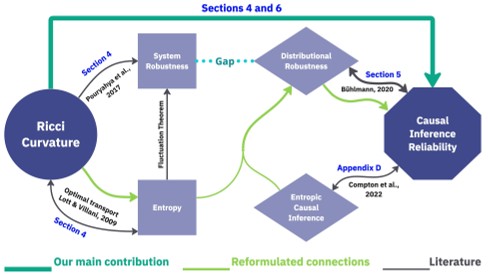 Sections 4 and 6
Section 4
Pouryahya et al.,
2017
System
Robustness
Gap
Distributional
Robustness
Section 5
Bühlmann, 2020
Ricci
Curvature
Fluctuation Theorem
Causal
Inference
Reliability
Optimal transport
Lott & Villani, 2009
Section 4
Entropy
Entropic
Causal
Inference
Appendix D
Compton et al.,
2022
Our main contribution
Reformulated connections
Literature